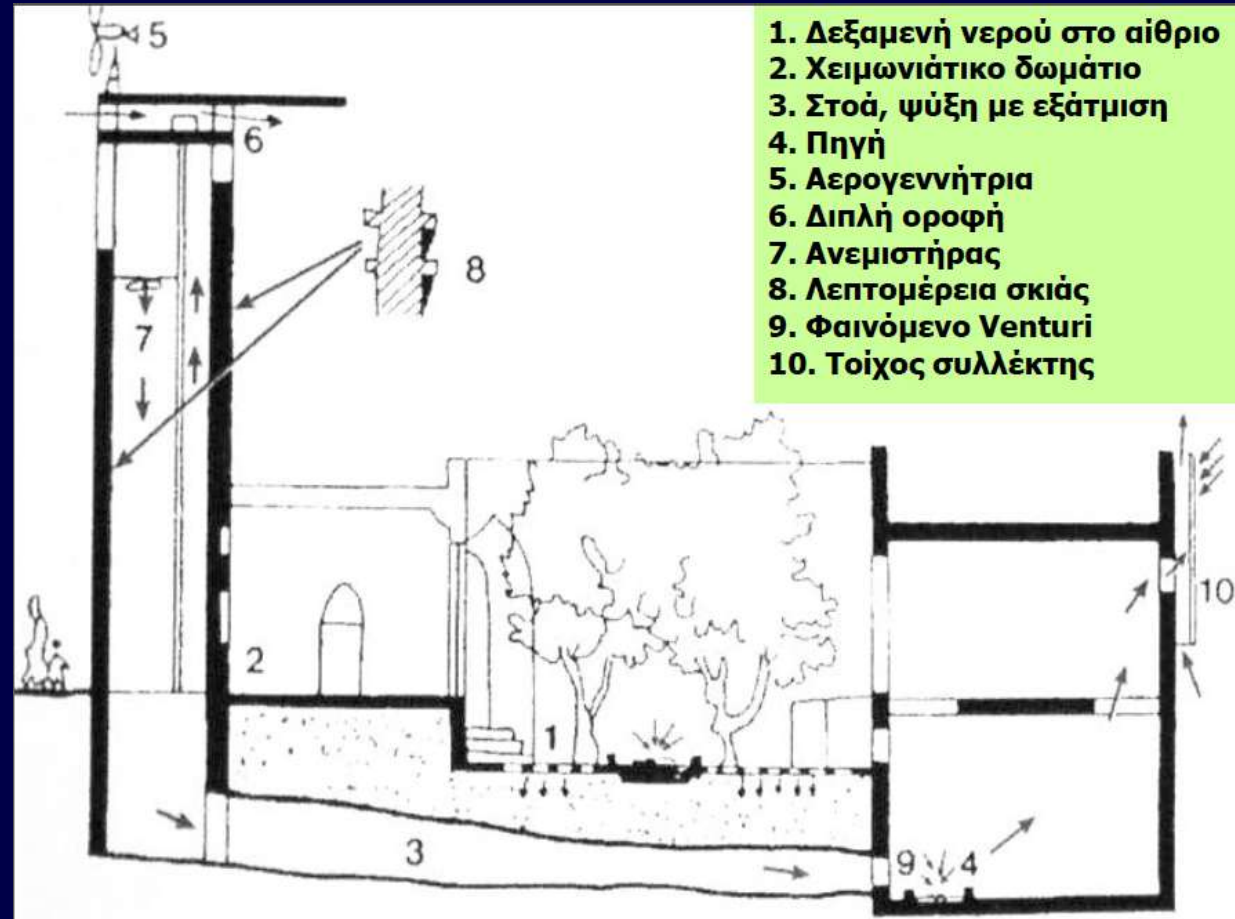 1. Δεξαμενή νερού στο αίθριο
2. Χειμωνιάτικο δωμάτιο
3. Στοά, ψύξη με εξάτμιση
4. Πηγή
5. Αερογεννήτρια
6. Διπλή οροφή
7. Ανεμιστήρας
8. Λεπτομέρεια σκιάς
9. Φαινόμενο Venturi
10. Τοίχος συλλέκτης
5
6
8
7
10
2
1
3
9 4